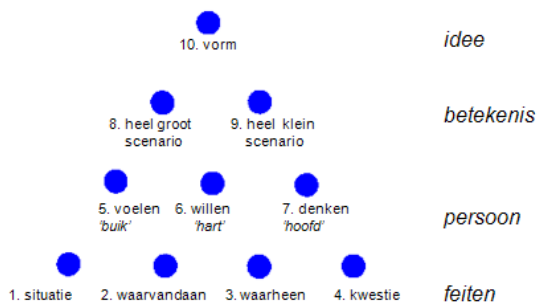 10. vorm
idee
8. heel groot scenario
9. heel klein scenario
betekenis
5. voelen
'buik'
6. willen
'hart'
7. denken
'hoofd'
persoon
1. situatie
2. waarvandaan
3. waarheen
4. kwestie
feiten